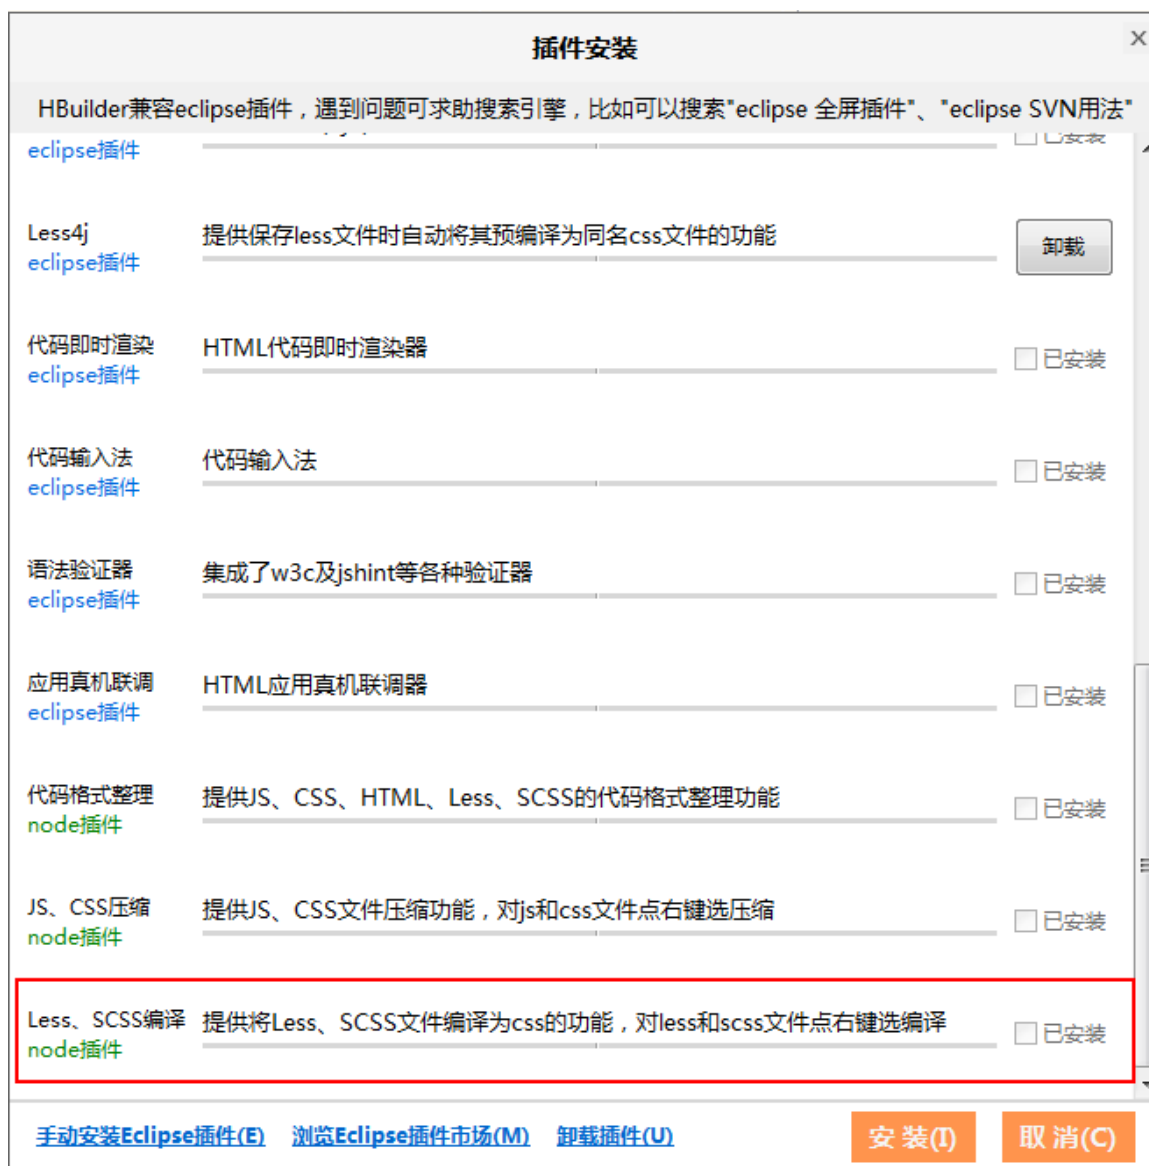 插件安装
HBuilder兼容eclipse插件，遇到问题可求助搜索引擎，比如可以搜索"eclipse 全屏插件"、"eclipse SVN用法"
eclipse插件
已安装
Less4j
提供保存less文件时自动将其预编译为同名css文件的功能
卸载
eclipse插件
代码即时渲染
HTML代码即时渲染器
已安装
eclipse插件
代码输入法
代码输入法
已安装
eclipse插件
语法验证器
集成了w3c及jshint等各种验证器
已安装
eclipse插件
应用真机联调
HTML应用真机联调器
已安装
eclipse插件
代码格式整理
提供JS、CSS、HTML、Less、SCSS的代码格式整理功能
已安装
node插件
JS、CSS压缩
提供JS、CSS文件压缩功能，对js和css文件点右键选压缩
已安装
node插件
Less、SCSS编译
提供将Less、SCSS文件编译为css的功能，对less和scss文件点右键选编译
已安装
node插件
手动安装Eclipse插件(E) 浏览Eclipse插件市场(M) 卸载插件(U) 安 装(I) 取 消(C)